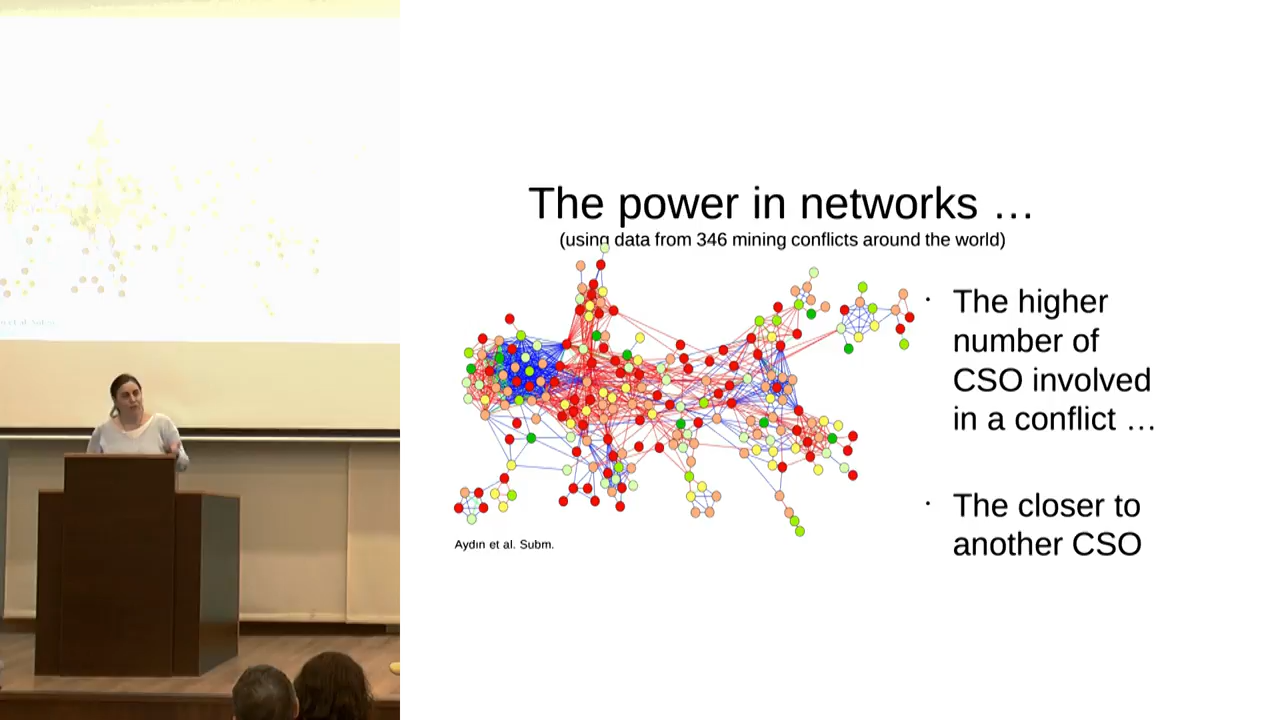 The power in networks …
(using data from 346 mining conflicts around the world)
· The higher
number of
CSO involved
in a conflict …
· The closer to
another CSO
Aydın et al. Subm.